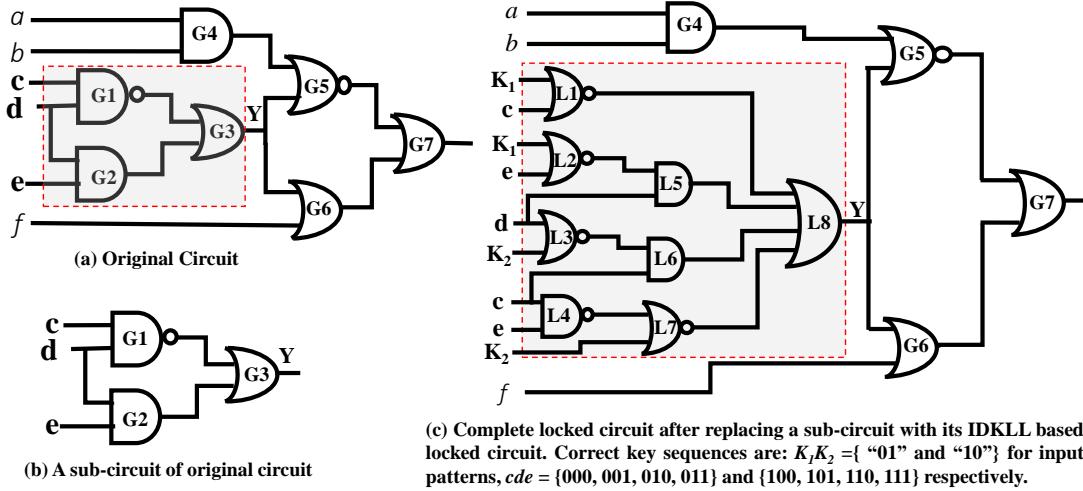 a
b
c
d
e
f
G1
G2
G3
G4
G5
G6
G7
Y
(a) Original Circuit
c
d
e
G1
G2
G3
Y
(b) A sub-circuit of original circuit
a
b
K1
c
K1
e
d
K2
c
e
K2
f
L1
L2
L3
L4
L5
L6
L7
L8
Y
G4
G5
G6
G7
(c) Complete locked circuit after replacing a sub-circuit with its IDKLL based
locked circuit. Correct key sequences are: K1K2 ={ “01” and “10”} for input
patterns, cde = {000, 001, 010, 011} and {100, 101, 110, 111} respectively.